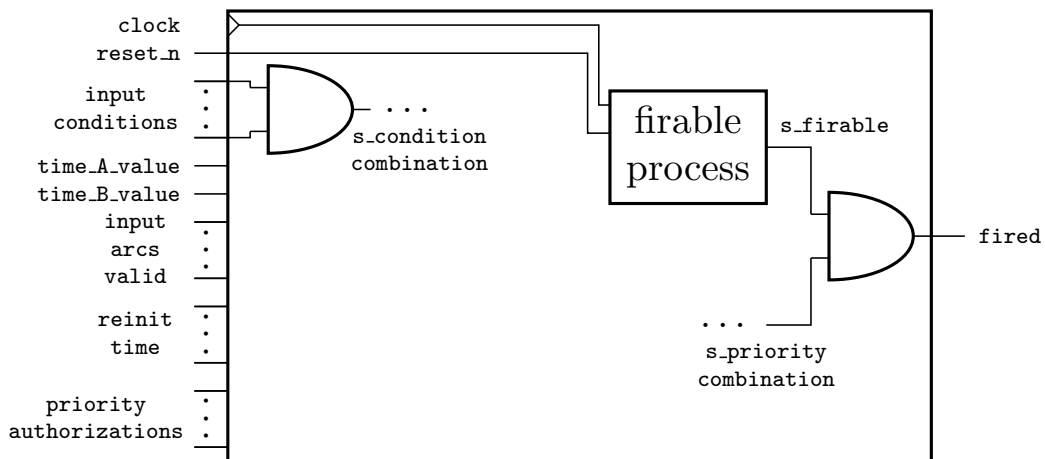 clock
reset_n
input
conditions
s_condition
combination
time_A_value
time_B_value
input
arcs
valid
reinit
time
priority
authorizations
firable
process
s_firable
fired
s_priority
combination